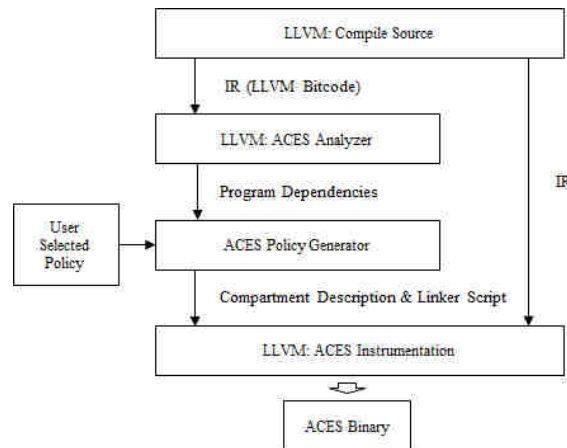 LLVM: Compile Source
IR (LLVM Bitcode)
LLVM: ACES Analyzer
IR
Program Dependencies
User
Selected
Policy
ACES Policy Generator
Compartment Description & Linker Script
LLVM: ACES Instrumentation
ACES Binary